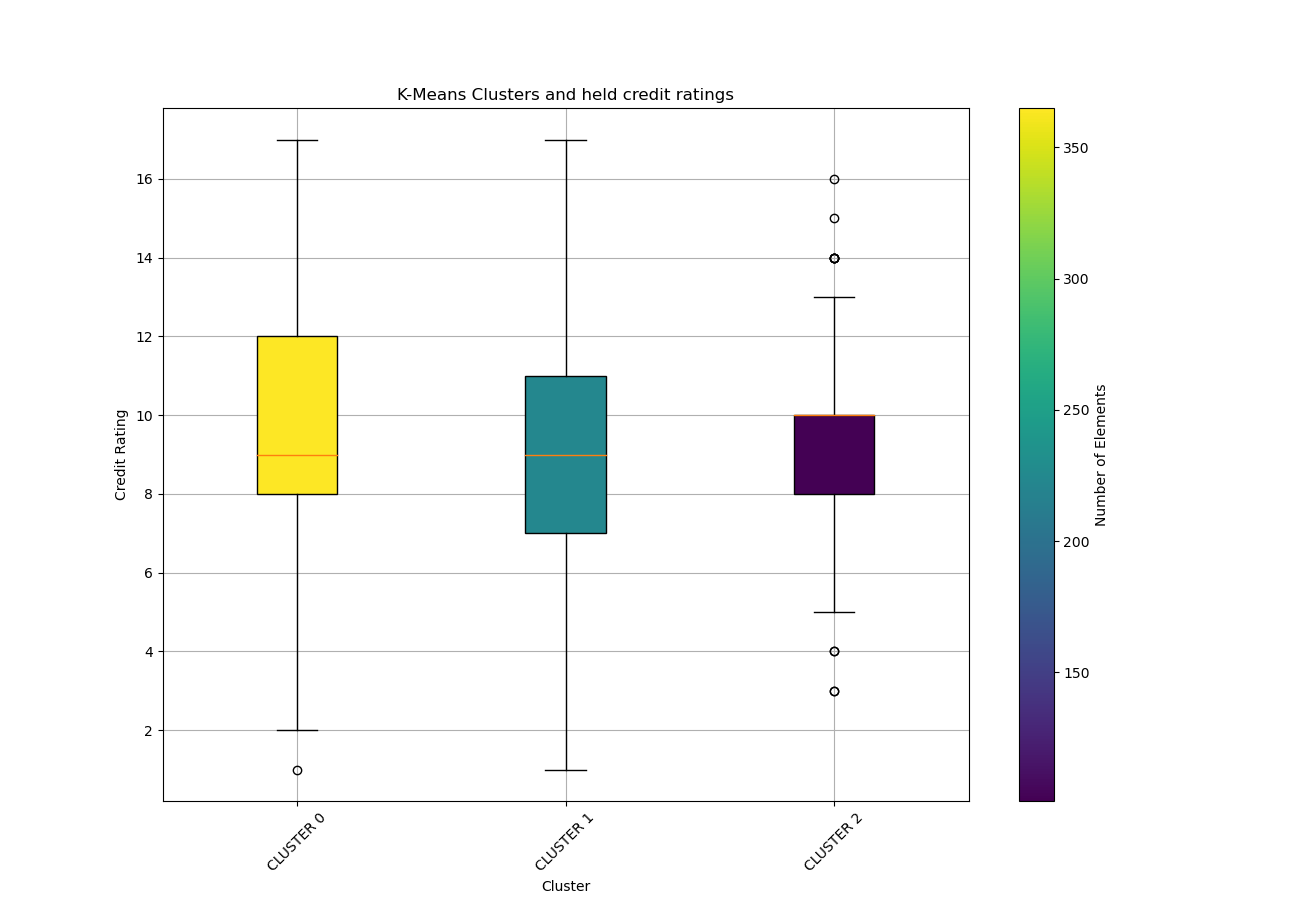 K-Means Clusters and held credit ratings
Credit Rating
16
14
12
10
8
6
4
2
CLUSTER 0
CLUSTER 1
CLUSTER 2
Cluster
350
300
250
200
150
Number of Elements